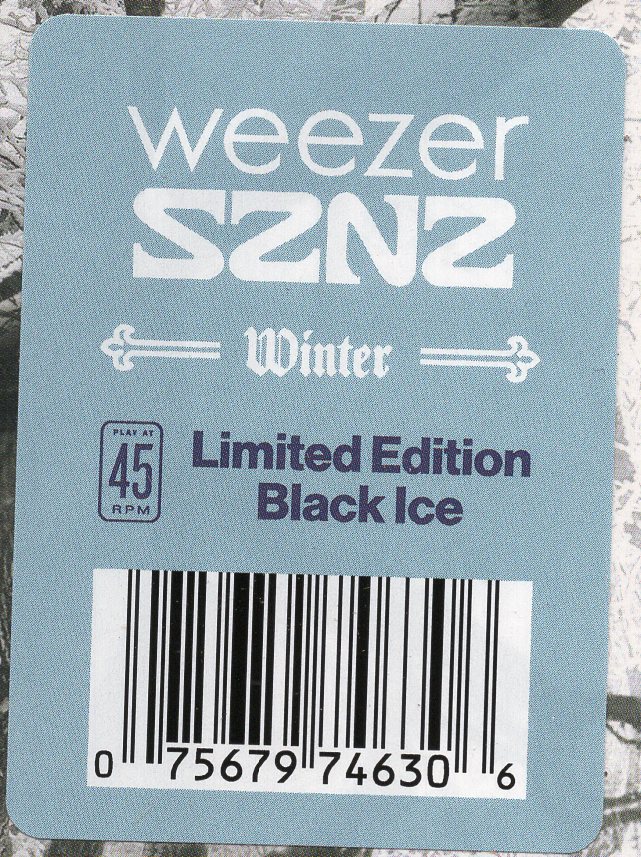 weezer
SZNZ
Winter
PLAY AT
45
RPM
Limited Edition
Black Ice
0 75679 74630 6